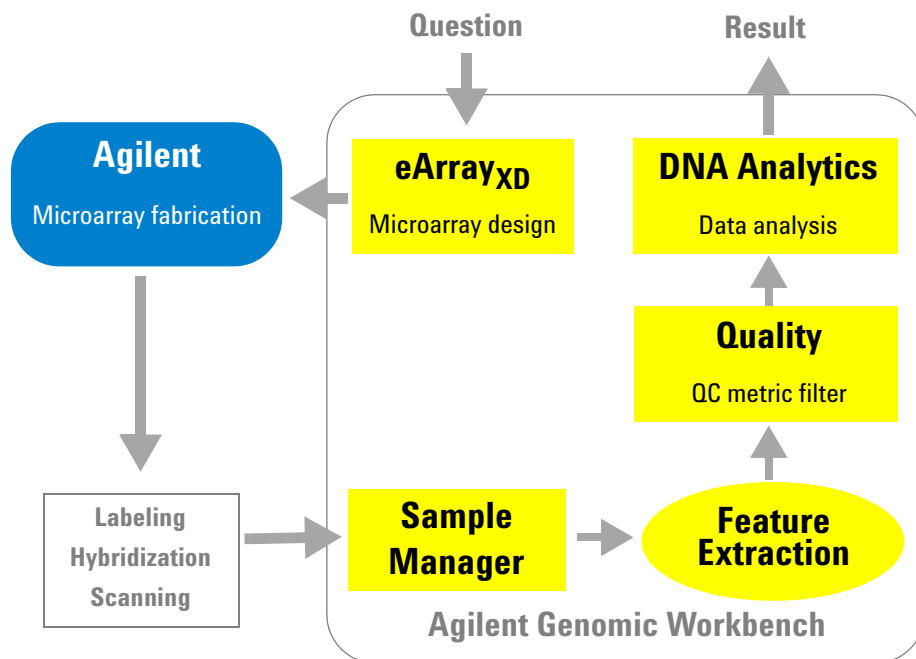 Question
Result
Agilent
Microarray fabrication
eArrayXD
Microarray design
DNA Analytics
Data analysis
Quality
QC metric filter
Labeling
Hybridization
Scanning
Sample
Manager
Feature
Extraction
Agilent Genomic Workbench